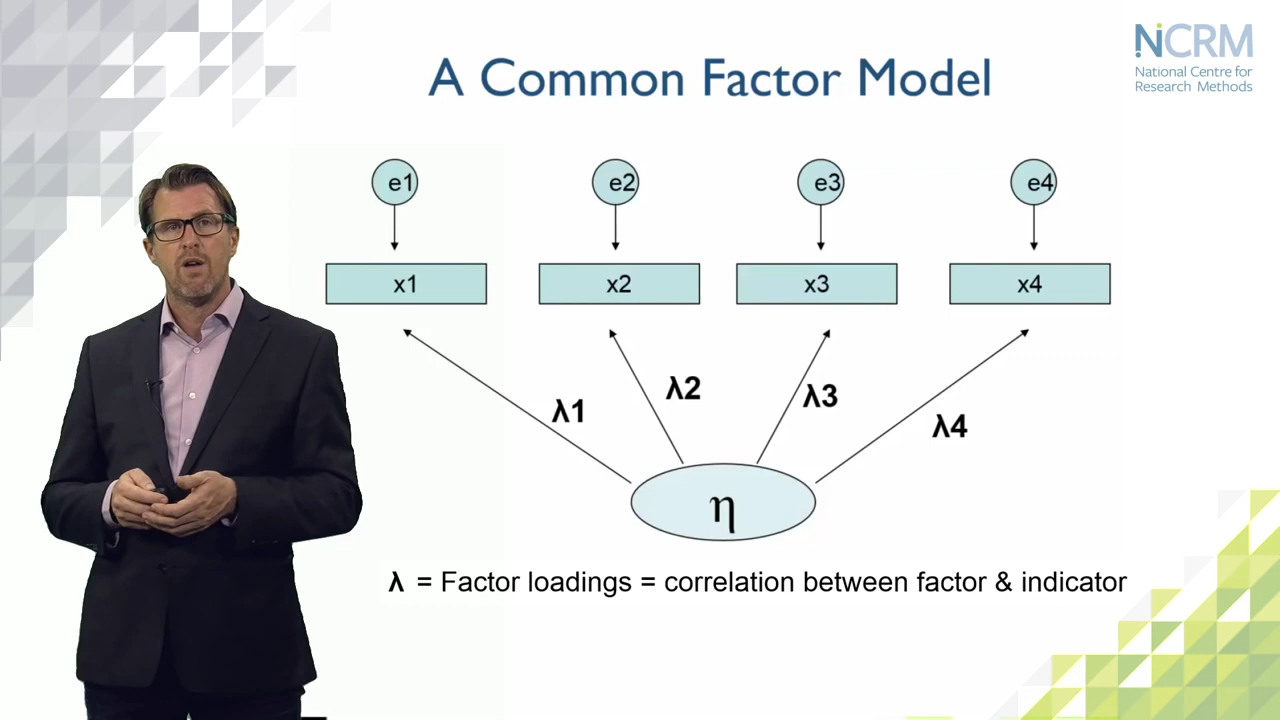 NCRM
National Centre for
Research Methods
A Common Factor Model
e1 e2 e3 e4
x1 x2 x3 x4
λ1 λ2 λ3 λ4
η
λ = Factor loadings = correlation between factor & indicator